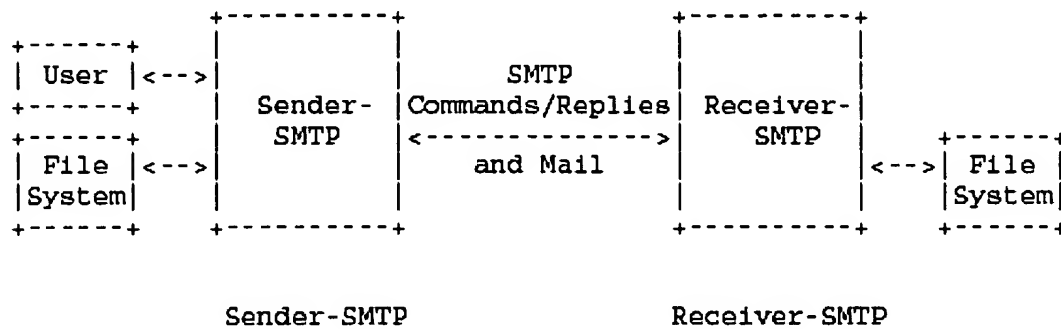 +----------+ +----------+
+------+ | | | |
| User |<-->| | SMTP | |
+------+ | Sender- |Commands/Replies| Receiver-|
+------+ | SMTP |<-------------->| SMTP | +------+
| File |<-->| | and Mail | |<-->| File |
|System| | | | | |System|
+------+ +----------+ +----------+ +------+
Sender-SMTP Receiver-SMTP